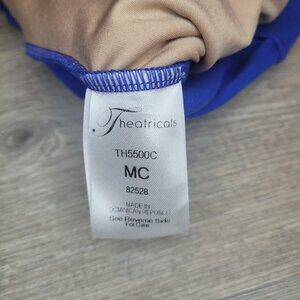 Theatricals
TH5500C
MC
82528
MADE IN
DOMINICAN REPUBLIC
See Reverse Side
For Care